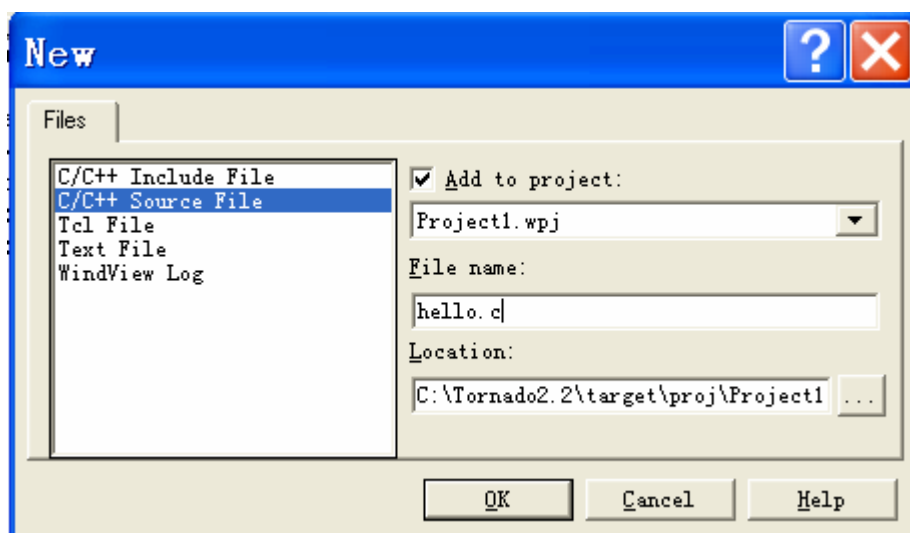 New
Files
C/C++ Include File
C/C++ Source File
Tcl File
Text File
WindView Log
Add to project:
Project1.wpj
File name:
hello.c
Location:
C:\Tornado2.2\target\proj\Project1
...
OK
Cancel
Help